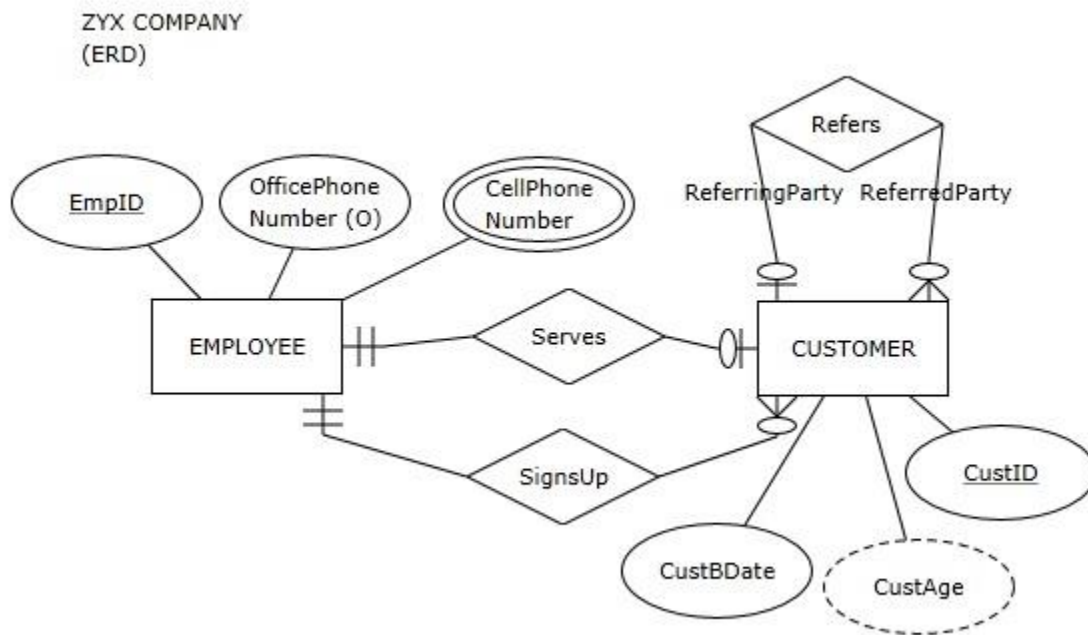 ZYX COMPANY
(ERD)
Refers
ReferringParty
ReferredParty
EmpID
OfficePhone
Number (O)
CellPhone
Number
EMPLOYEE
Serves
CUSTOMER
SignsUp
CustID
CustBDate
CustAge